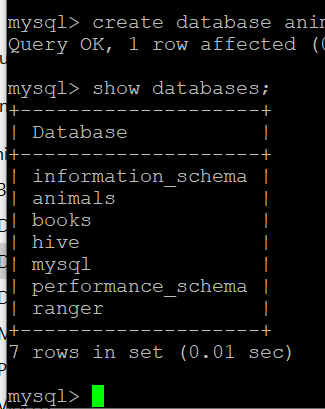 mysql> create database ani
Query OK, 1 row affected (
mysql> show databases;
+--------------------+
| Database           |
+--------------------+
| information_schema |
| animals            |
| books              |
| hive               |
| mysql              |
| performance_schema |
| ranger             |
+--------------------+
7 rows in set (0.01 sec)
mysql>